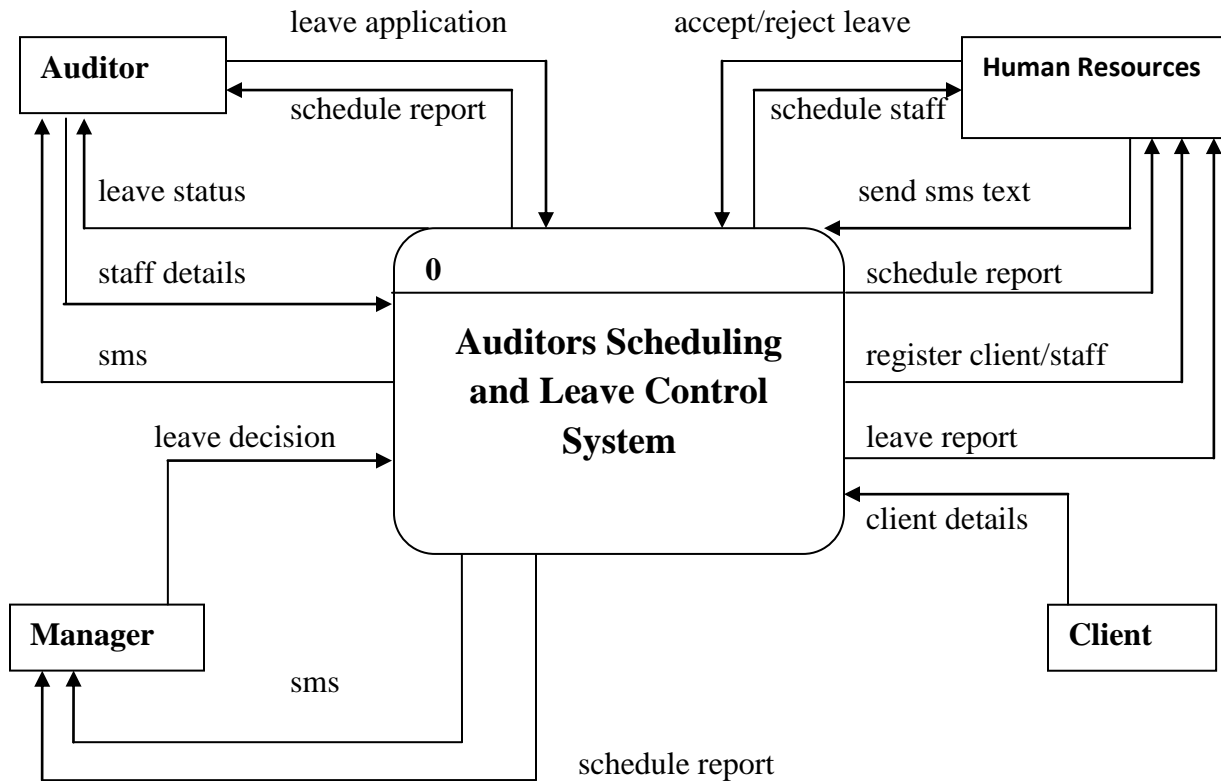 leave application
accept/reject leave
Auditor
Human Resources
schedule report
schedule staff
leave status
send sms text
staff details
0
schedule report
Auditors Scheduling
and Leave Control
System
sms
register client/staff
leave decision
leave report
client details
Manager
Client
sms
schedule report